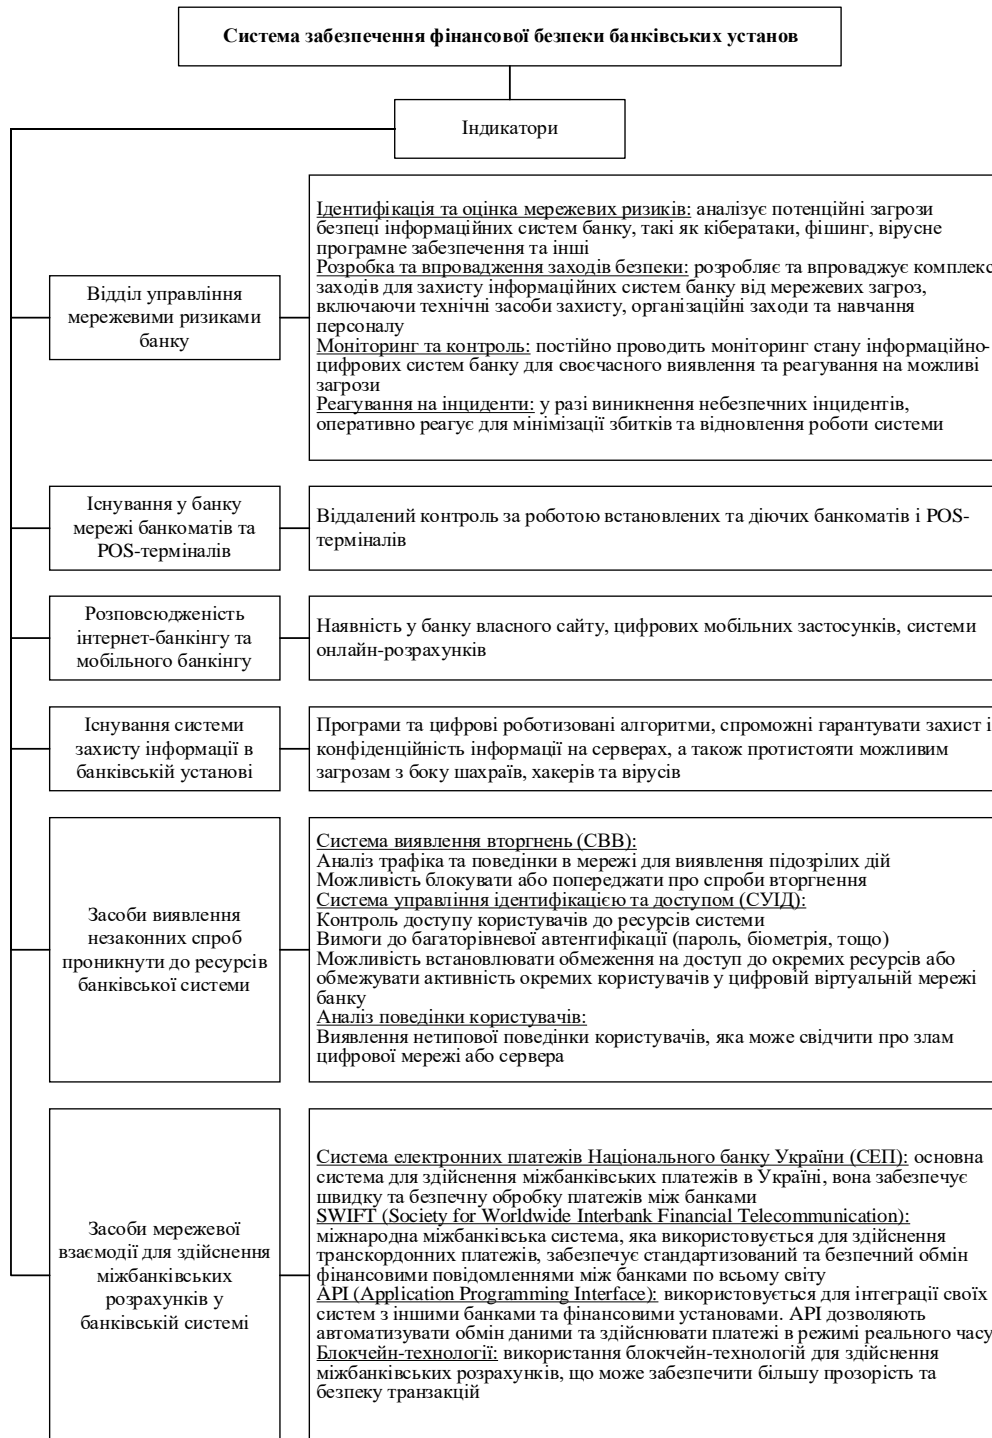 Система забезпечення фінансової безпеки банківських установ
Індикатори
Відділ управління
мережевими ризиками
банку
Ідентифікація та оцінка мережевих ризиків: аналізує потенційні загрози
безпеці інформаційних систем банку, такі як кібератаки, фішинг, вірусне
програмне забезпечення та інші
Розробка та впровадження заходів безпеки: розробляє та впроваджує комплекс
заходів для захисту інформаційних систем банку від мережевих загроз,
включаючи технічні засоби захисту, організаційні заходи та навчання
персоналу
Моніторинг та контроль: постійно проводить моніторинг стану інформаційно-
цифрових систем банку для своєчасного виявлення та реагування на можливі
загрози
Реагування на інциденти: у разі виникнення небезпечних інцидентів,
оперативно реагує для мінімізації збитків та відновлення роботи системи
Існування у банку
мережі банкоматів та
POS-терміналів
Віддалений контроль за роботою встановлених та діючих банкоматів і POS-
терміналів
Розповсюдженість
інтернет-банкінгу та
мобільного банкінгу
Наявність у банку власного сайту, цифрових мобільних застосунків, системи
онлайн-розрахунків
Існування системи
захисту інформації в
банківській установі
Програми та цифрові роботизовані алгоритми, спроможні гарантувати захист і
конфіденційність інформації на серверах, а також протистояти можливим
загрозам з боку шахраїв, хакерів та вірусів
Засоби виявлення
незаконних спроб
проникнути до ресурсів
банківської системи
Система виявлення вторгнень (СВВ):
Аналіз трафіка та поведінки в мережі для виявлення підозрілих дій
Можливість блокувати або попереджати про спроби вторгнення
Система управління ідентифікацією та доступом (СУІД):
Контроль доступу користувачів до ресурсів системи
Вимоги до багаторівневої автентифікації (пароль, біометрія, тощо)
Можливість встановлювати обмеження на доступ до окремих ресурсів або
обмежувати активність окремих користувачів у цифровій віртуальній мережі
банку
Аналіз поведінки користувачів:
Виявлення нетипової поведінки користувачів, яка може свідчити про злам
цифрової мережі або сервера
Засоби мережевої
взаємодії для здійснення
міжбанківських
розрахунків у
банківській системі
Система електронних платежів Національного банку України (СЕП): основна
система для здійснення міжбанківських платежів в Україні, вона забезпечує
швидку та безпечну обробку платежів між банками
SWIFT (Society for Worldwide Interbank Financial Telecommunication):
міжнародна міжбанківська система, яка використовується для здійснення
транскордонних платежів, забезпечує стандартизований та безпечний обмін
фінансовими повідомленнями між банками по всьому світу
API (Application Programming Interface): використовується для інтеграції своїх
систем з іншими банками та фінансовими установами. API дозволяють
автоматизувати обмін даними та здійснювати платежі в режимі реального часу
Блокчейн-технології: використання блокчейн-технологій для здійснення
міжбанківських розрахунків, що може забезпечити більшу прозорість та
безпеку транзакцій